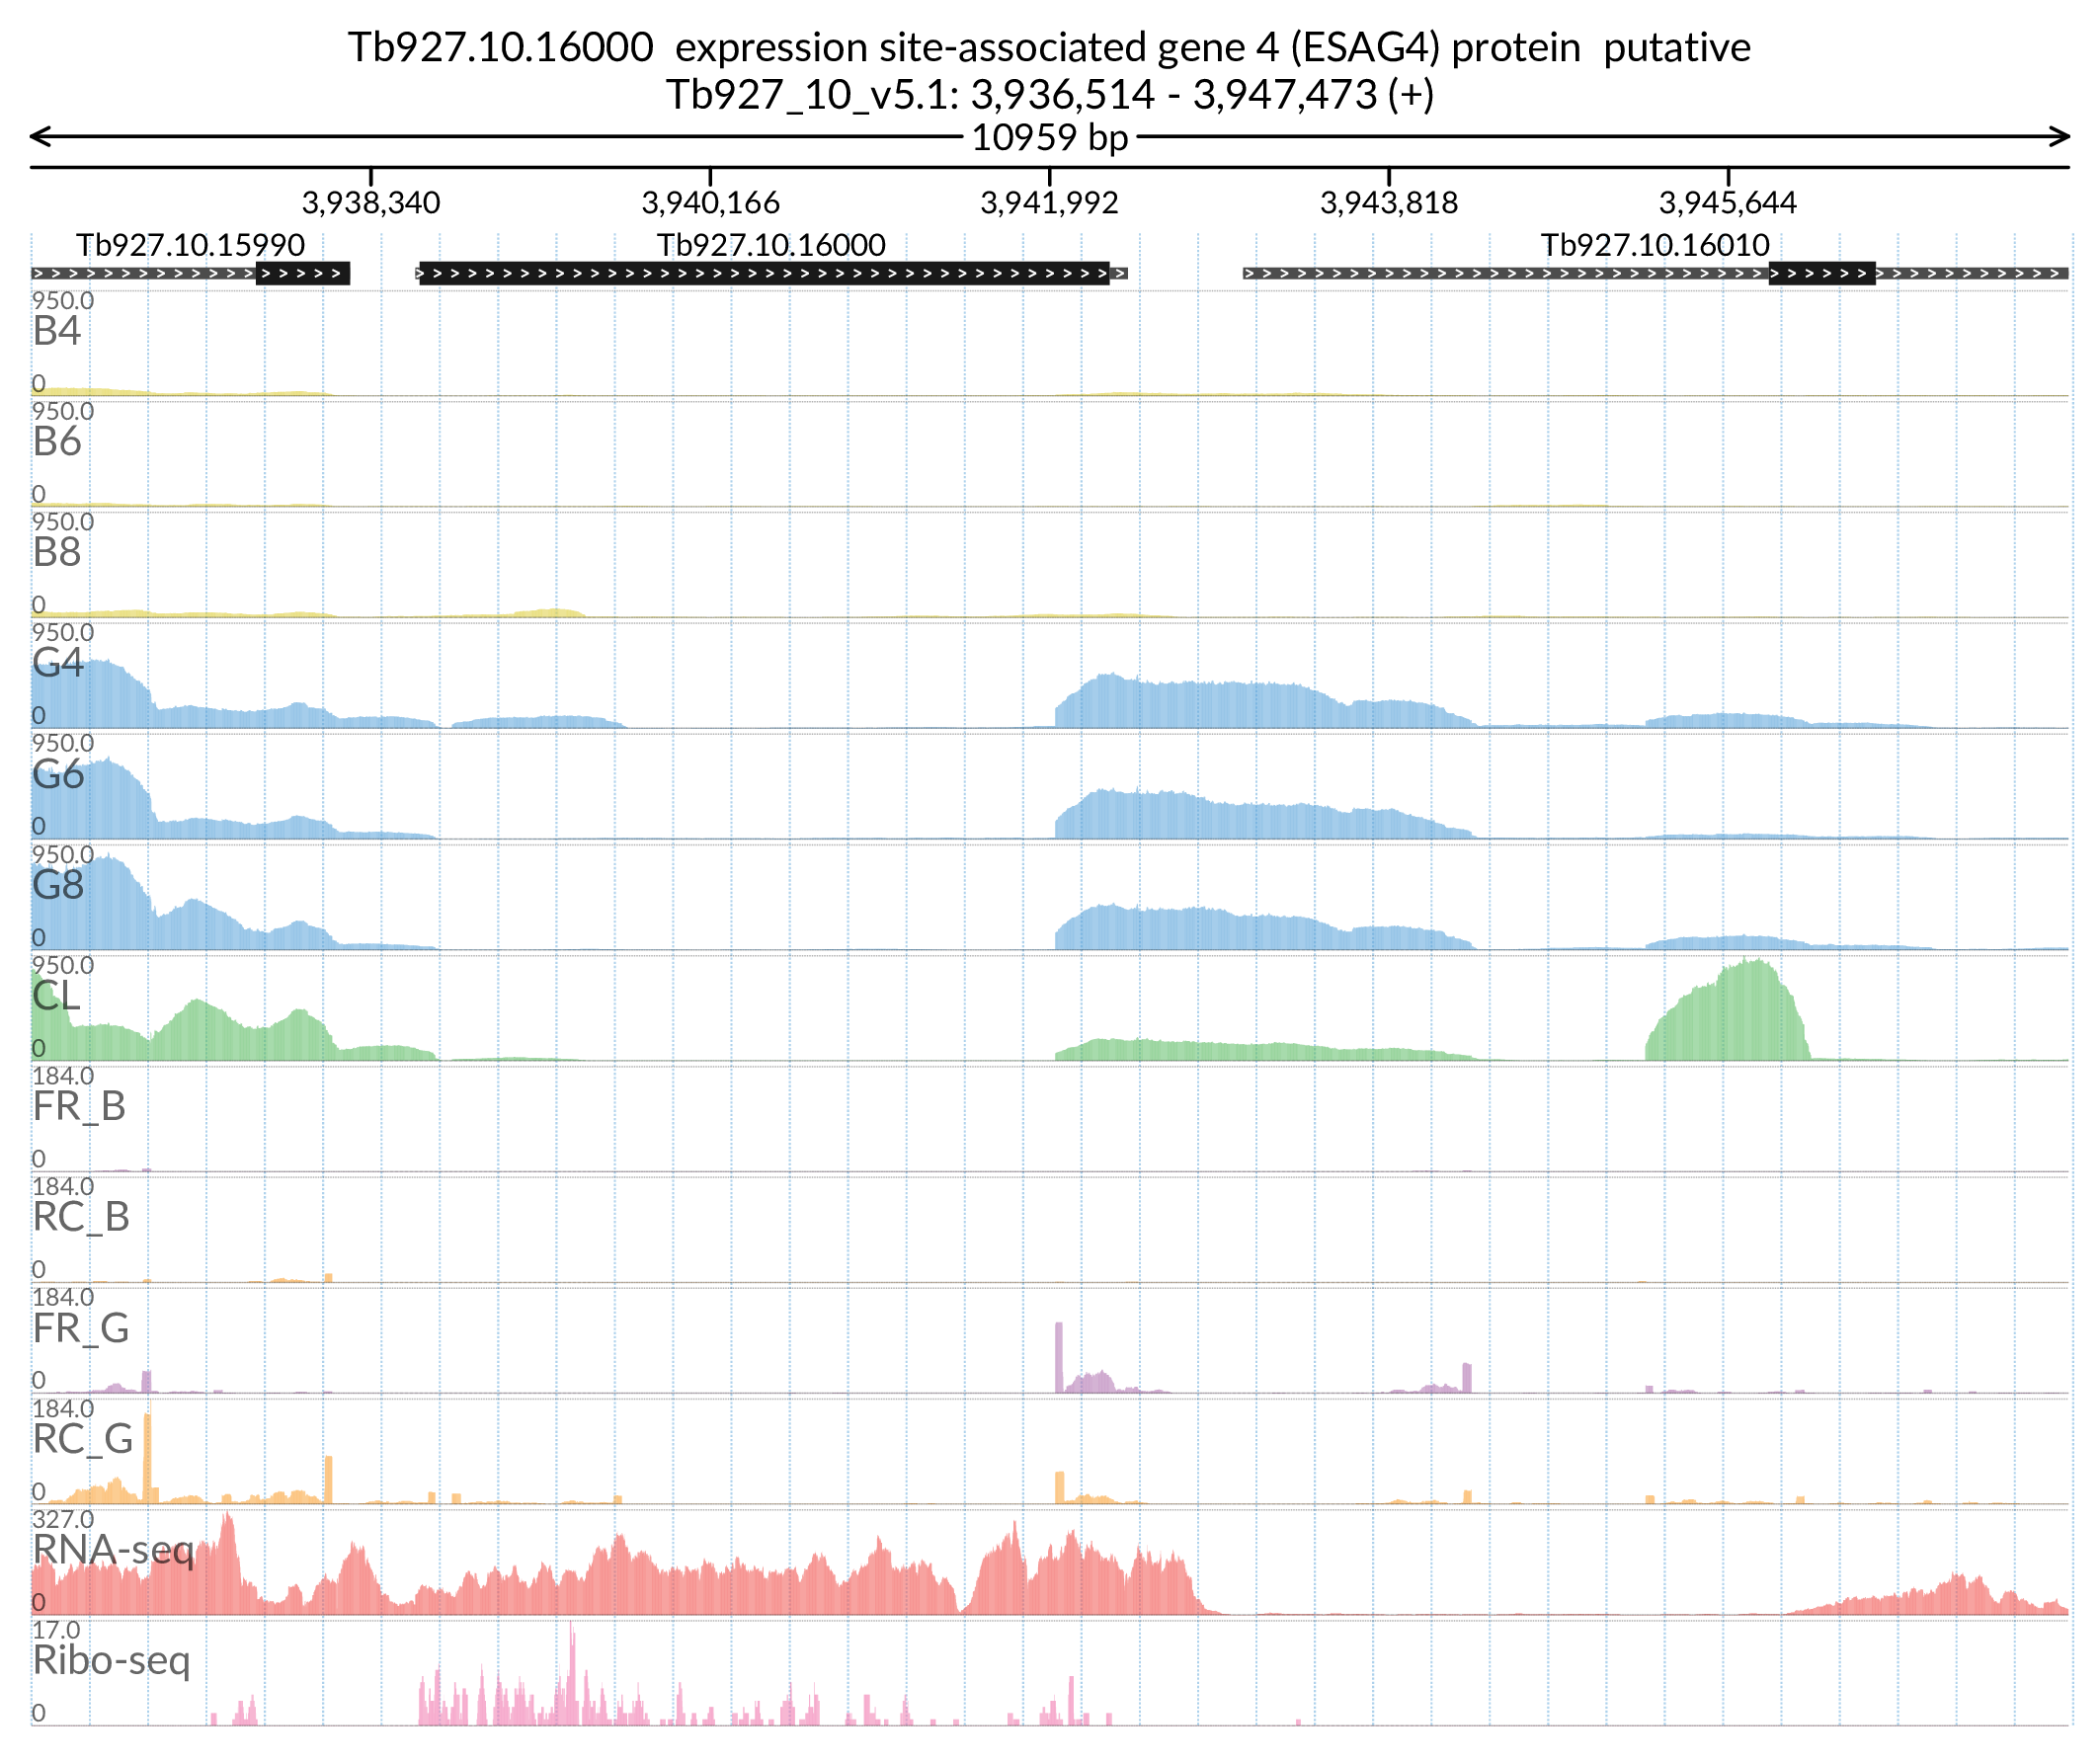 Tb927.10.16000  expression site-associated gene 4 (ESAG4) protein  putative
Tb927_10_v5.1: 3,936,514 - 3,947,473 (+)
10959 bp
3,938,340 3,940,166 3,941,992 3,943,818 3,945,644
Tb927.10.15990 Tb927.10.16000 Tb927.10.16010
950.0
B4
0
950.0
B6
0
950.0
B8
0
950.0
G4
0
950.0
G6
0
950.0
G8
0
950.0
CL
0
184.0
FR_B
0
184.0
RC_B
0
184.0
FR_G
0
184.0
RC_G
0
327.0
RNA-seq
0
17.0
Ribo-seq
0